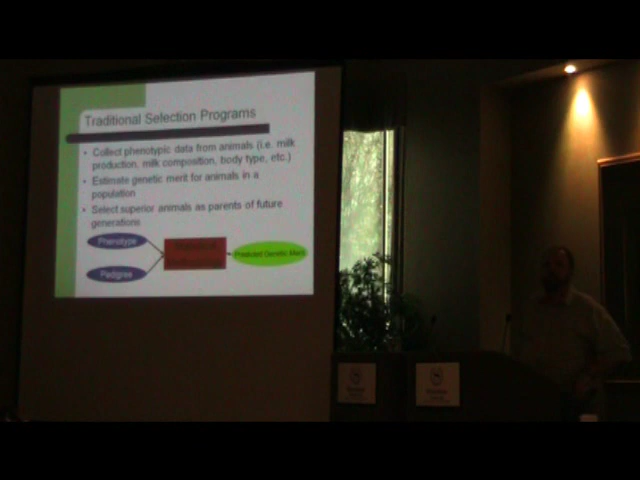 Traditional Selection Programs
• Collect phenotypic data from animals (i.e. milk
production, milk composition, body type, etc.)
• Estimate genetic merit for animals in a
population
• Select superior animals as parents of future
generations
Phenotype
Predicted Genetic Merit
Pedigree